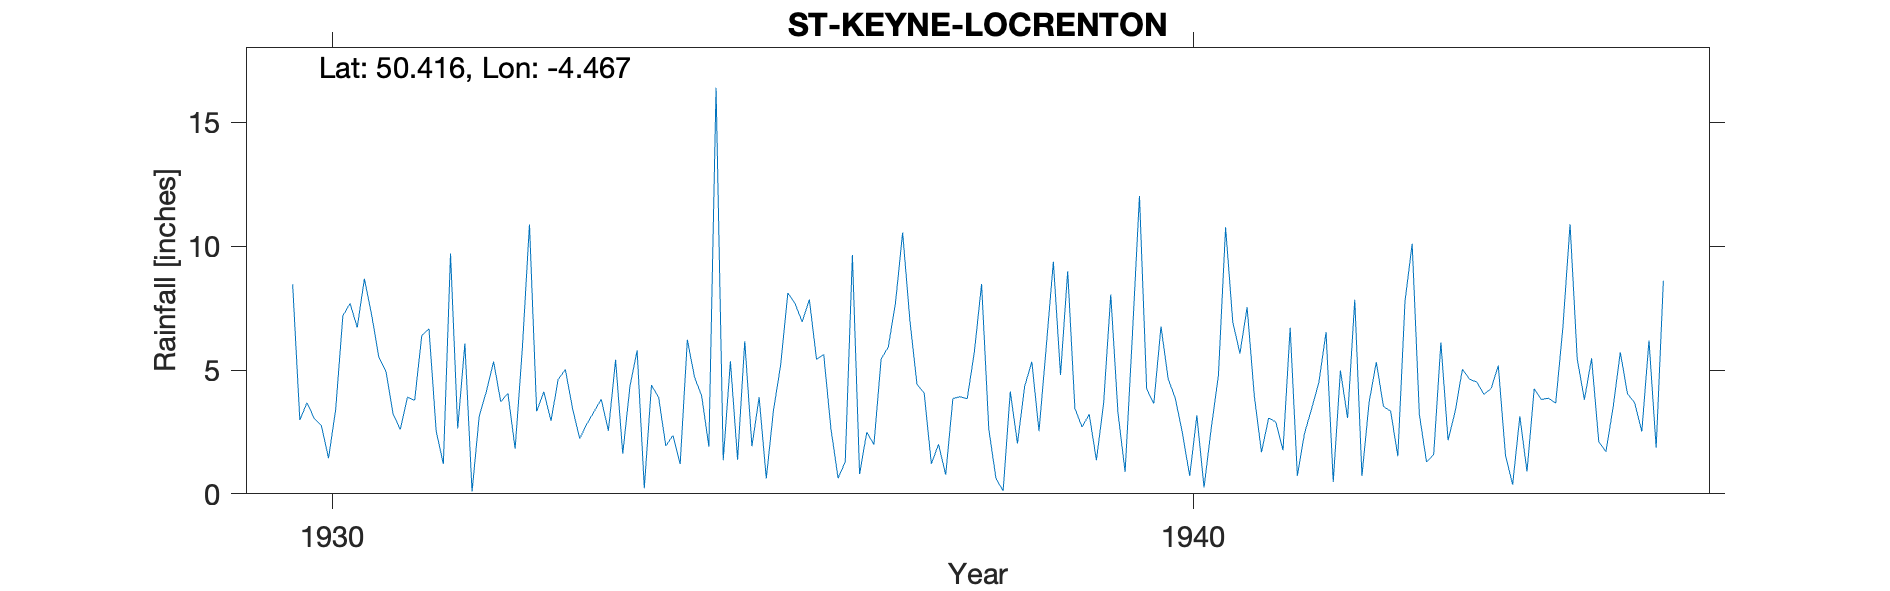 ST-KEYNE-LOCRENTON
Lat: 50.416, Lon: -4.467
15
10
5
0
Rainfall [inches]
1930
1940
Year